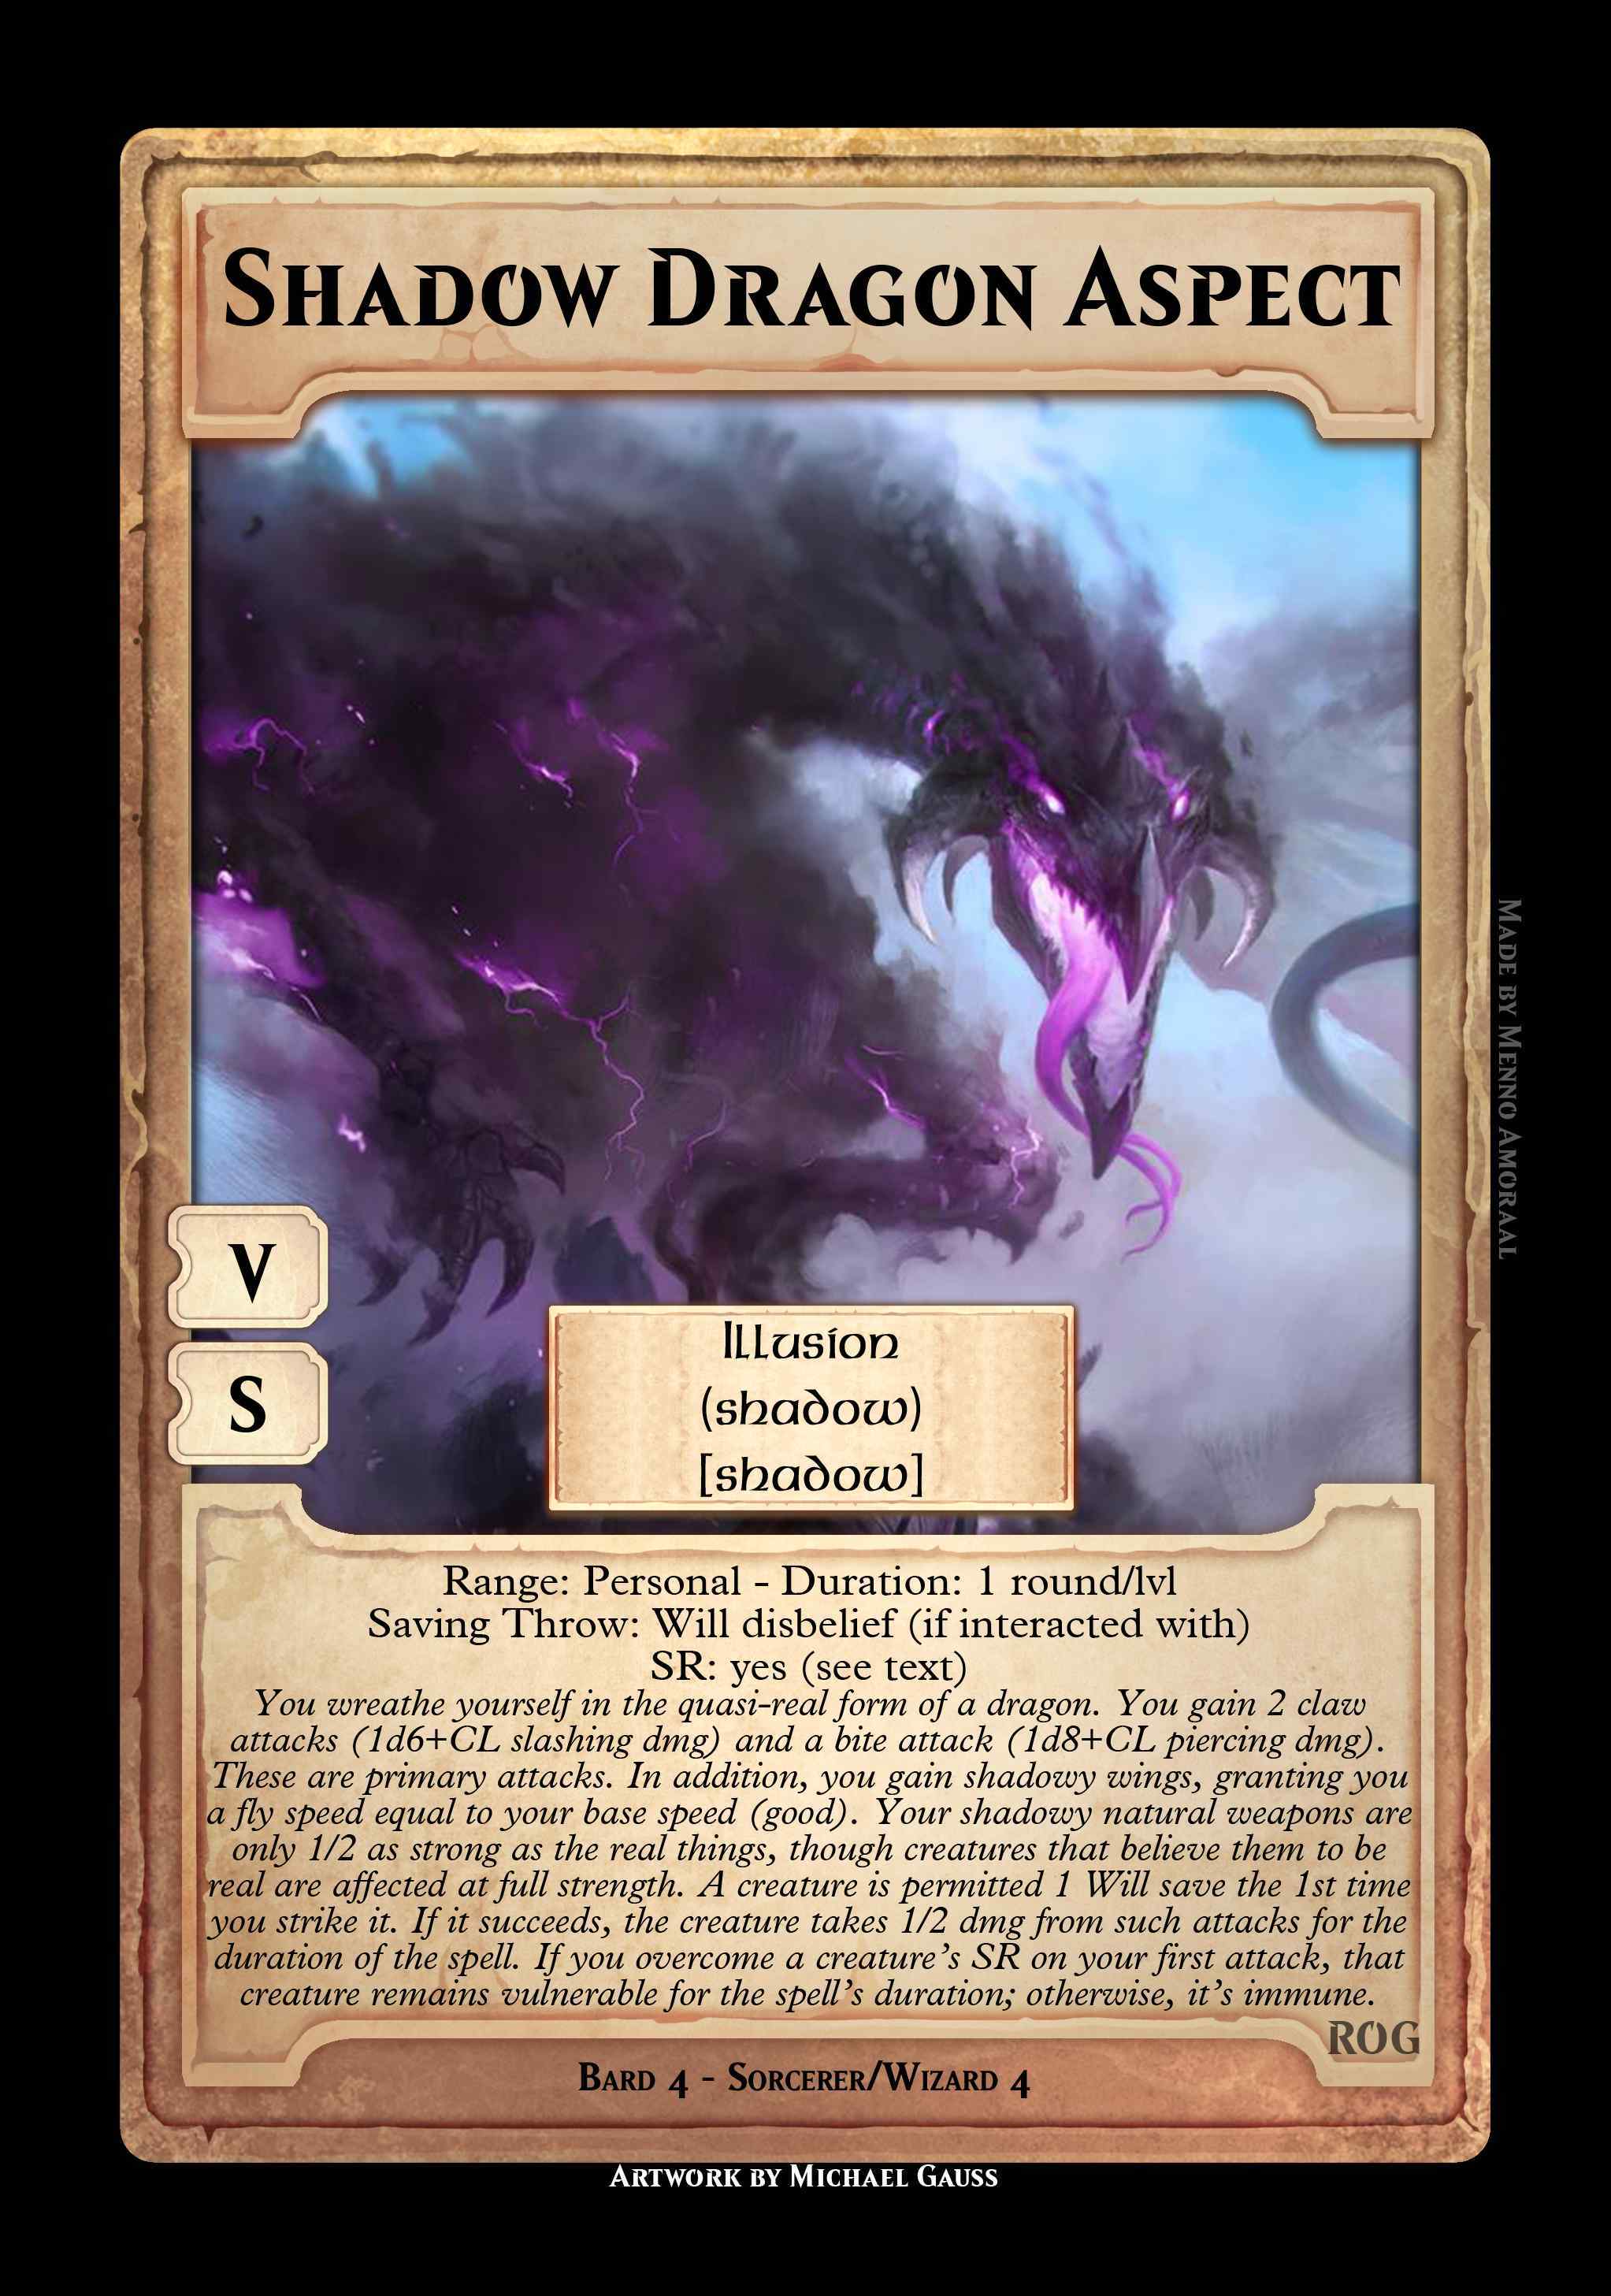 Shadow Dragon Aspect
V
S
Illusion
(shadow)
[shadow]
Range: Personal - Duration: 1 round/lvl
Saving Throw: Will disbelief (if interacted with)
SR: yes (see text)
You wreathe yourself in the quasi-real form of a dragon. You gain 2 claw
attacks (1d6+CL slashing dmg) and a bite attack (1d8+CL piercing dmg).
These are primary attacks. In addition, you gain shadowy wings, granting you
a fly speed equal to your base speed (good). Your shadowy natural weapons are
only 1/2 as strong as the real things, though creatures that believe them to be
real are affected at full strength. A creature is permitted 1 Will save the 1st time
you strike it. If it succeeds, the creature takes 1/2 dmg from such attacks for the
duration of the spell. If you overcome a creature's SR on your first attack, that
creature remains vulnerable for the spell's duration; otherwise, it's immune.
ROG
Bard 4 - Sorcerer/Wizard 4
Artwork by Michael Gauss
Made by Menno Amoraal